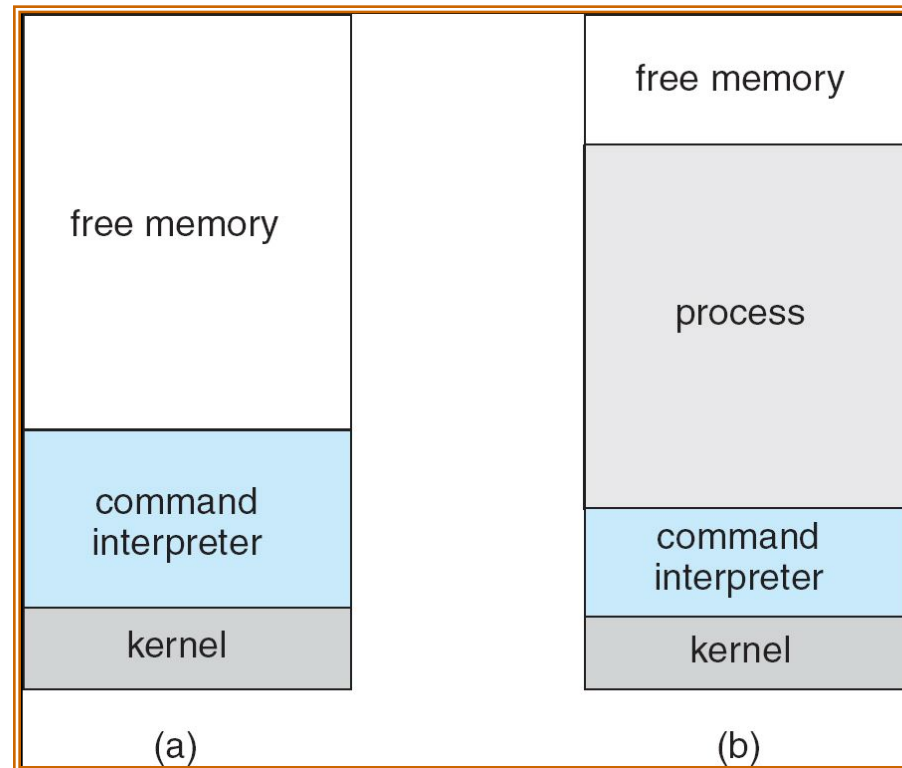 free memory
command
interpreter
kernel
(a)
free memory
process
command
interpreter
kernel
(b)